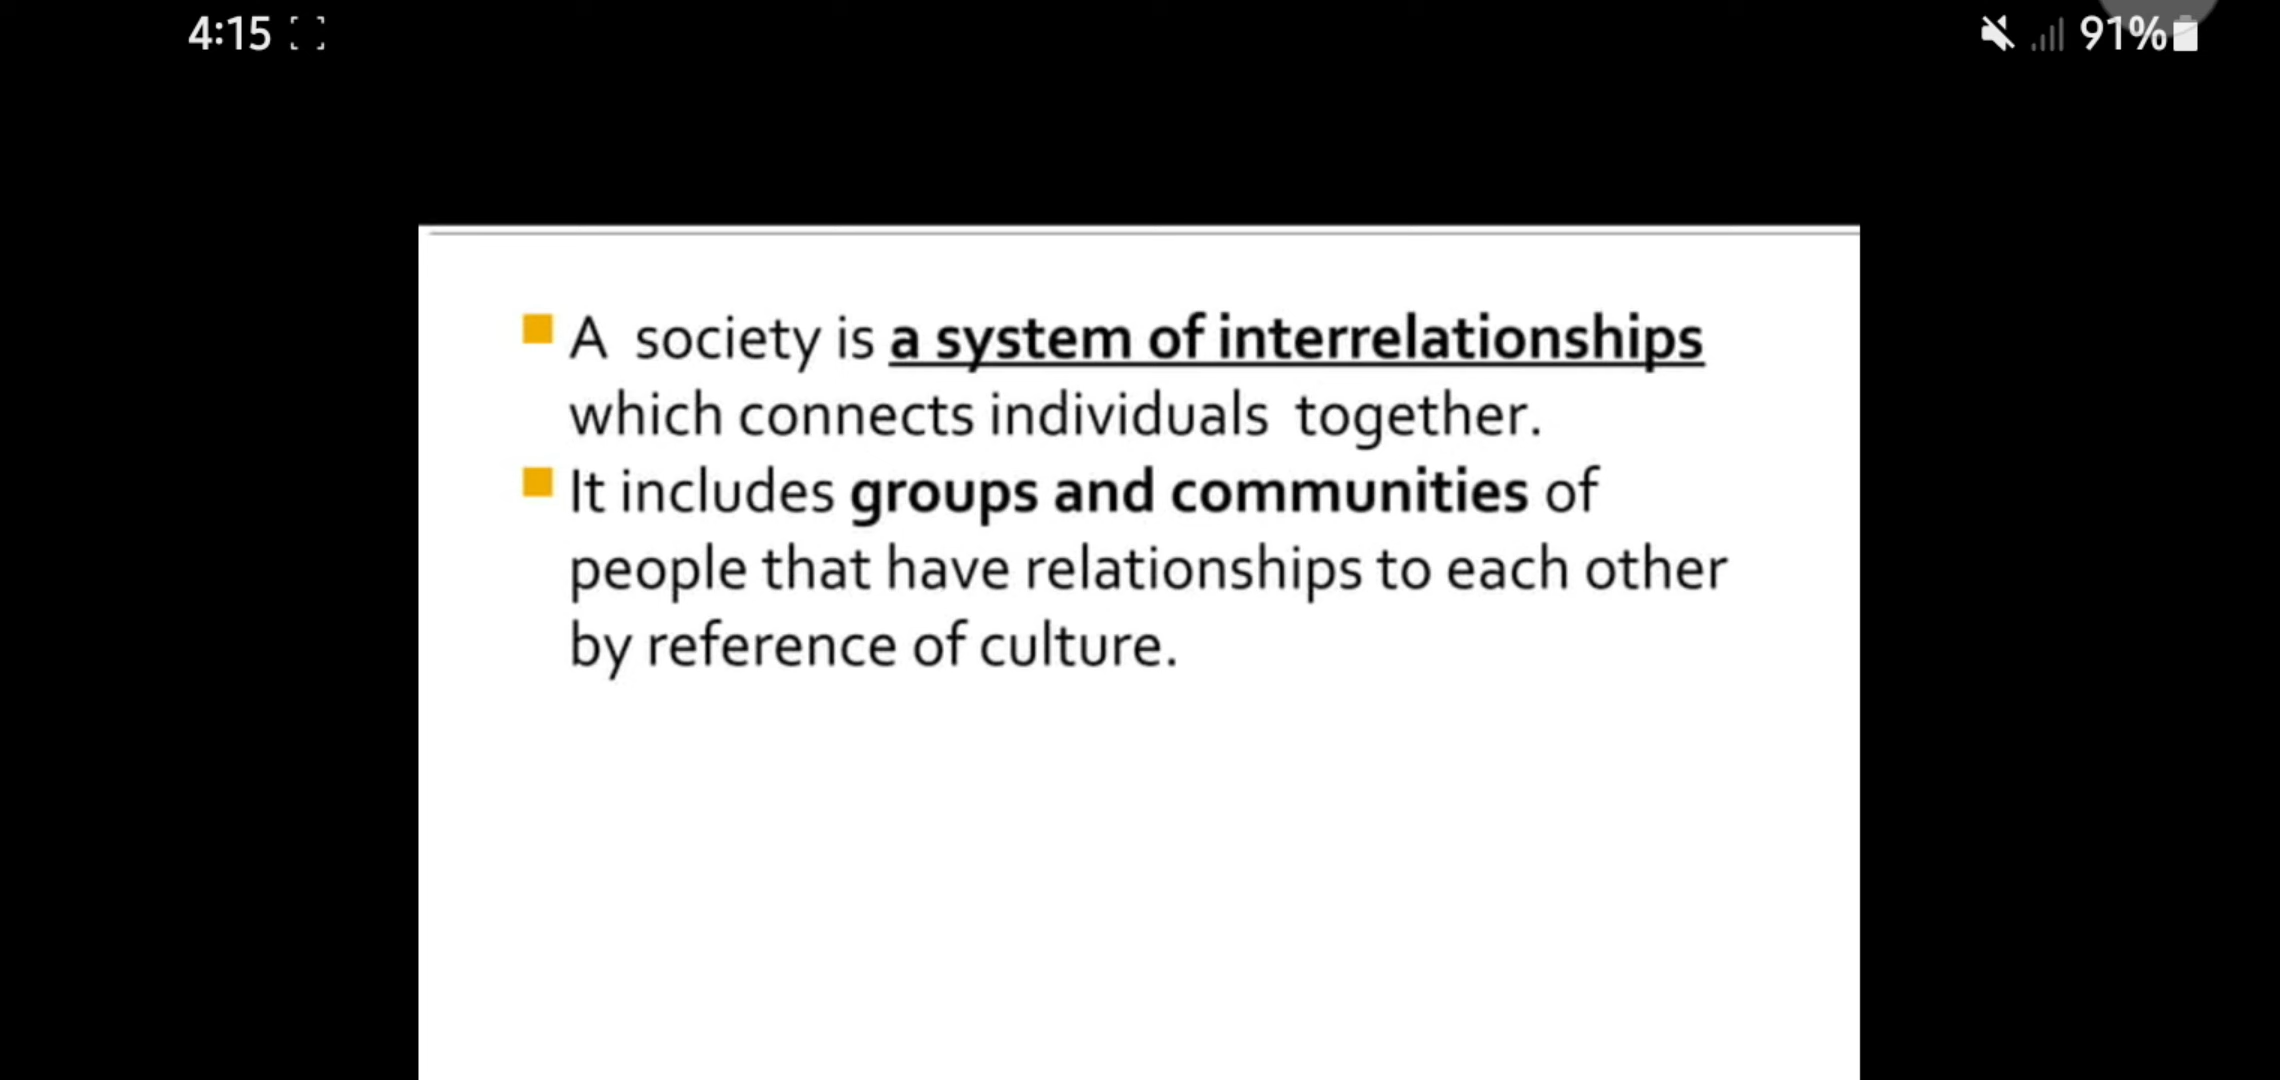 4:15
91%
A society is a system of interrelationships
which connects individuals together.
It includes groups and communities of
people that have relationships to each other
by reference of culture.